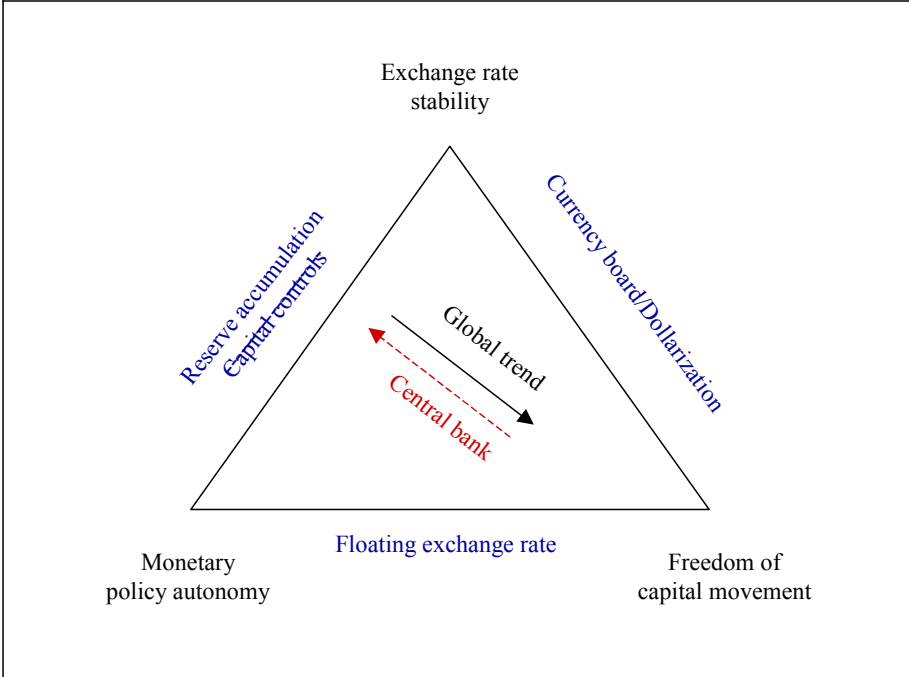 Exchange rate
stability
Reserve accumulation
Capital controls
Currency board/Dollarization
Global trend
Central bank
Floating exchange rate
Monetary
policy autonomy
Freedom of
capital movement